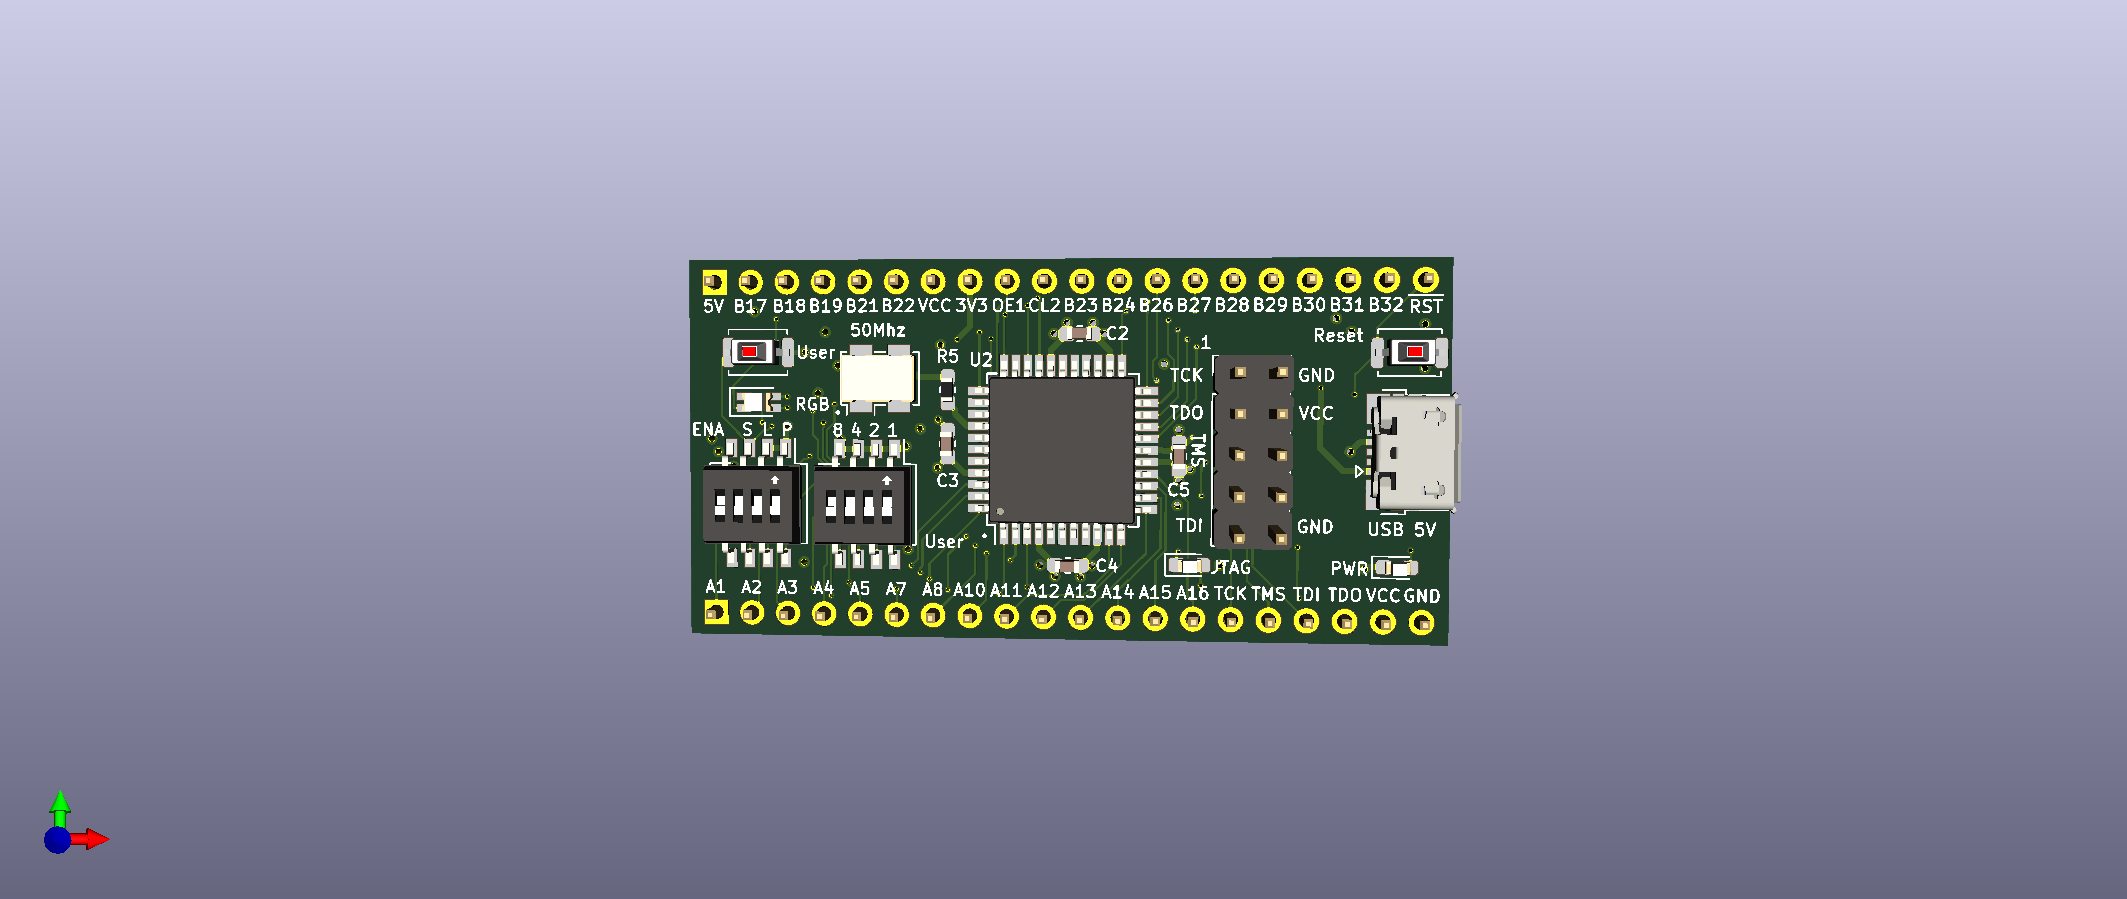 5V B17 B18 B19 B21 B22 VCC 3V3 OE1 CL2 B23 B24 B26 B27 B28 B29 B30 B31 B32 RST
50Mhz
C2
Reset
1
User
R5
U2
TCK
GND
RGB
TDO
VCC
ENA S L P
8 4 2 1
TMS
C3
C5
TDI
GND
USB 5V
User
C4
JTAG
PWR
A1 A2 A3 A4 A5 A7 A8 A10 A11 A12 A13 A14 A15 A16 TCK TMS TDI TDO VCC GND